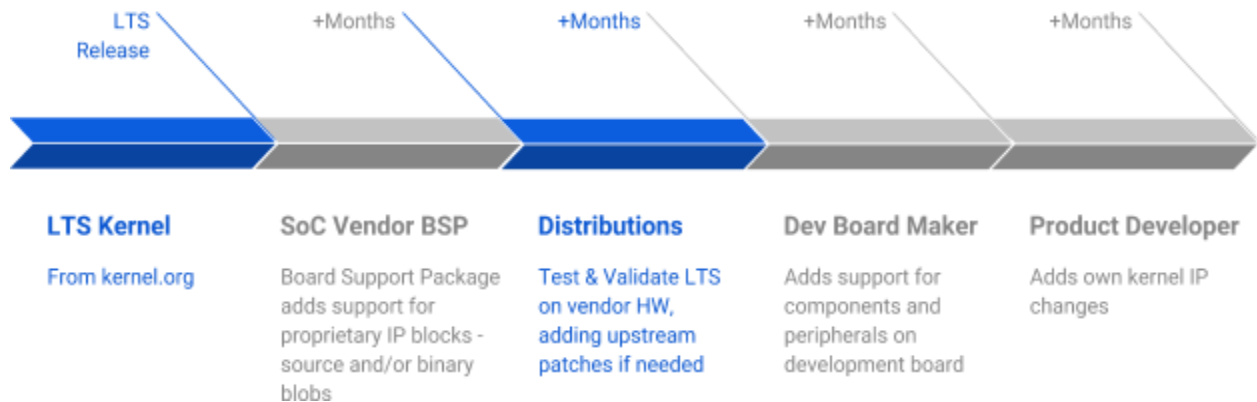 LTS
Release
+Months
+Months
+Months
+Months
LTS Kernel
From kernel.org
SoC Vendor BSP
Board Support Package
adds support for
proprietary IP blocks -
source and/or binary
blobs
Distributions
Test & Validate LTS
on vendor HW,
adding upstream
patches if needed
Dev Board Maker
Adds support for
components and
peripherals on
development board
Product Developer
Adds own kernel IP
changes